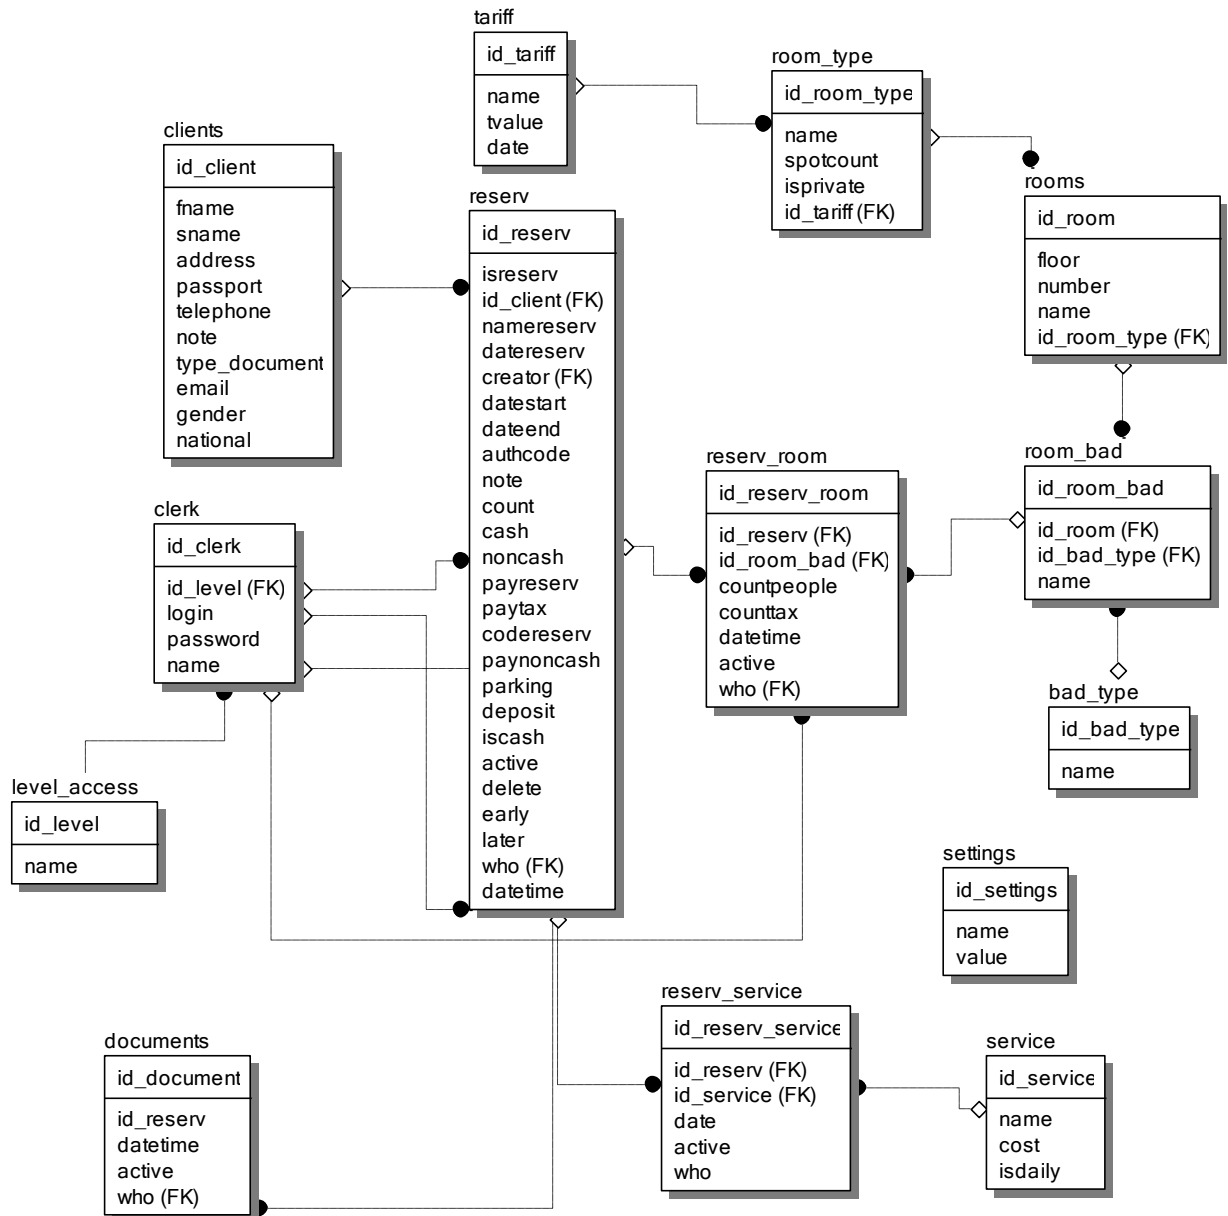 tariff
id_tariff
name
tvalue
date
room_type
id_room_type
name
spotcount
isprivate
id_tariff (FK)
clients
id_client
fname
sname
address
passport
telephone
note
type_document
email
gender
national
reserv
id_reserv
isreserv
id_client (FK)
namereserv
datereserv
creator (FK)
datestart
dateend
authcode
note
count
cash
noncash
payreserv
paytax
codereserv
paynoncash
parking
deposit
iscash
active
delete
early
later
who (FK)
datetime
rooms
id_room
floor
number
name
id_room_type (FK)
reserv_room
id_reserv_room
id_reserv (FK)
id_room_bad (FK)
countpeople
counttax
datetime
active
who (FK)
room_bad
id_room_bad
id_room (FK)
id_bad_type (FK)
name
clerk
id_clerk
id_level (FK)
login
password
name
bad_type
id_bad_type
name
level_access
id_level
name
settings
id_settings
name
value
reserv_service
id_reserv_service
id_reserv (FK)
id_service (FK)
date
active
who
service
id_service
name
cost
isdaily
documents
id_document
id_reserv
datetime
active
who (FK)